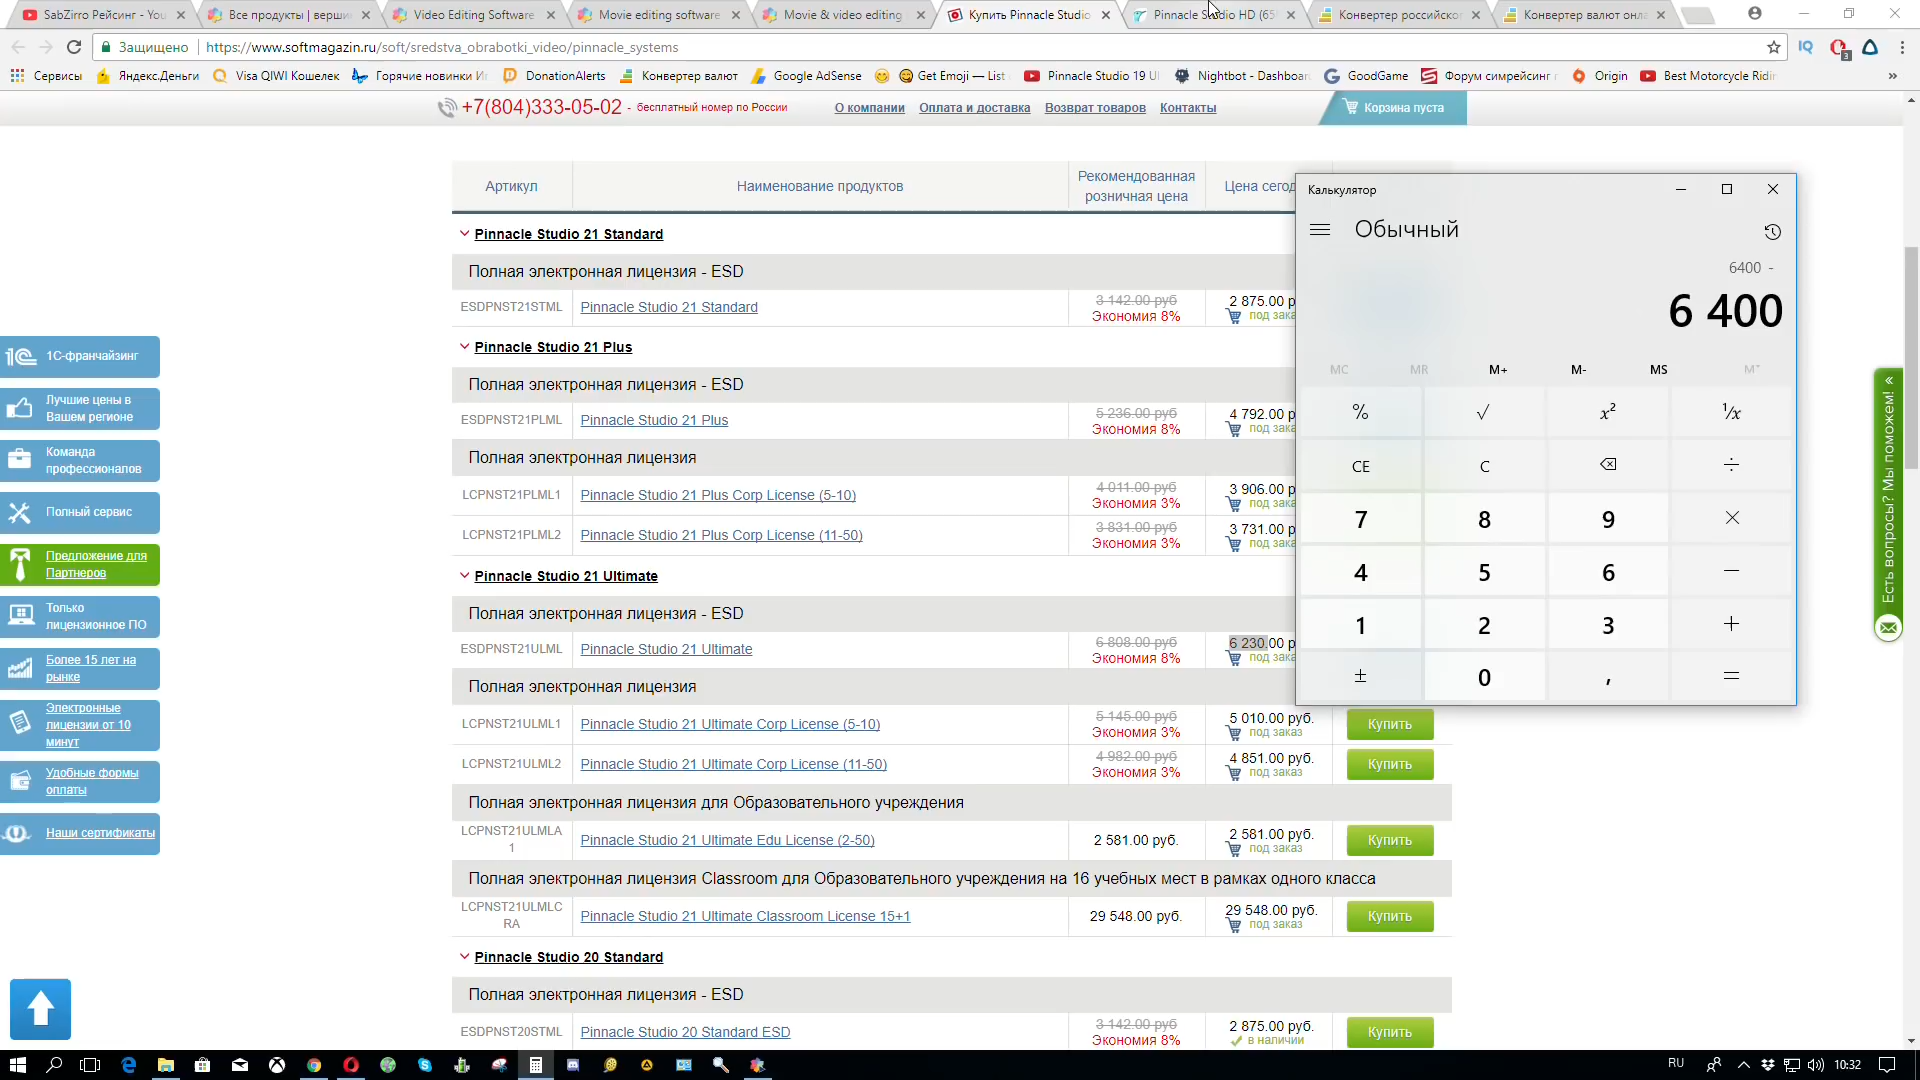 SabZirro Рейсинг - You
Все продукты | верши
Video Editing Software
Movie editing software
Movie & video editing
Купить Pinnacle Studio
Pinnacle Studio HD (65
Конвертер российског
Конвертер валют онла
Защищено
https://www.softmagazin.ru/soft/sredstva_obrabotki_video/pinnacle_systems
Сервисы
Яндекс.Деньги
Visa QIWI Кошелек
Горячие новинки И
DonationAlerts
Конвертер валют
Google AdSense
Get Emoji — List
Pinnacle Studio 19 Ul
Nightbot - Dashboar
GoodGame
Форум симрейсинг
Origin
Best Motorcycle Ridin
+7(804)333-05-02 - бесплатный номер по России
О компании
Оплата и доставка
Возврат товаров
Контакты
Корзина пуста
Артикул
Наименование продуктов
Рекомендованная розничная цена
Цена сегод
Pinnacle Studio 21 Standard
Полная электронная лицензия - ESD
ESDPNST21STML
Pinnacle Studio 21 Standard
3 142.00 руб
Экономия 8%
2 875.00 р
под зака
Pinnacle Studio 21 Plus
Полная электронная лицензия - ESD
ESDPNST21PLML
Pinnacle Studio 21 Plus
5 236.00 руб
Экономия 8%
4 792.00 р
под зака
Полная электронная лицензия
LCPNST21PLML1
Pinnacle Studio 21 Plus Corp License (5-10)
4 011.00 руб
Экономия 3%
3 906.00 р
под зака
LCPNST21PLML2
Pinnacle Studio 21 Plus Corp License (11-50)
3 831.00 руб
Экономия 3%
3 731.00 р
под зака
Pinnacle Studio 21 Ultimate
Полная электронная лицензия - ESD
ESDPNST21ULML
Pinnacle Studio 21 Ultimate
6 808.00 руб
Экономия 8%
6 230.00 р
под зака
Полная электронная лицензия
LCPNST21ULML1
Pinnacle Studio 21 Ultimate Corp License (5-10)
5 145.00 руб
Экономия 3%
5 010.00 руб.
под заказ
Купить
LCPNST21ULML2
Pinnacle Studio 21 Ultimate Corp License (11-50)
4 982.00 руб
Экономия 3%
4 851.00 руб.
под заказ
Купить
Полная электронная лицензия для Образовательного учреждения
LCPNST21ULMLA
1
Pinnacle Studio 21 Ultimate Edu License (2-50)
2 581.00 руб.
2 581.00 руб.
под заказ
Купить
Полная электронная лицензия Classroom для Образовательного учреждения на 16 учебных мест в рамках одного класса
LCPNST21ULMLC
RA
Pinnacle Studio 21 Ultimate Classroom License 15+1
29 548.00 руб.
29 548.00 руб.
под заказ
Купить
Pinnacle Studio 20 Standard
Полная электронная лицензия - ESD
ESDPNST20STML
Pinnacle Studio 20 Standard ESD
3 142.00 руб
Экономия 8%
2 875.00 руб.
в наличии
Купить
1С-франчайзинг
Лучшие цены в
Вашем регионе
Команда
профессионалов
Полный сервис
Предложение для
Партнеров
Только
лицензионное ПО
Более 15 лет на
рынке
Электронные
лицензии от 10
минут
Удобные формы
оплаты
Наши сертификаты
Калькулятор
Обычный
6400 -
6 400
MC MR M+ M- MS M˅
% √ x² ¹/x
CE C ⌫ ÷
7 8 9 ×
4 5 6 −
1 2 3 +
± 0 , =
Есть вопросы? Мы поможем!
RU
10:32